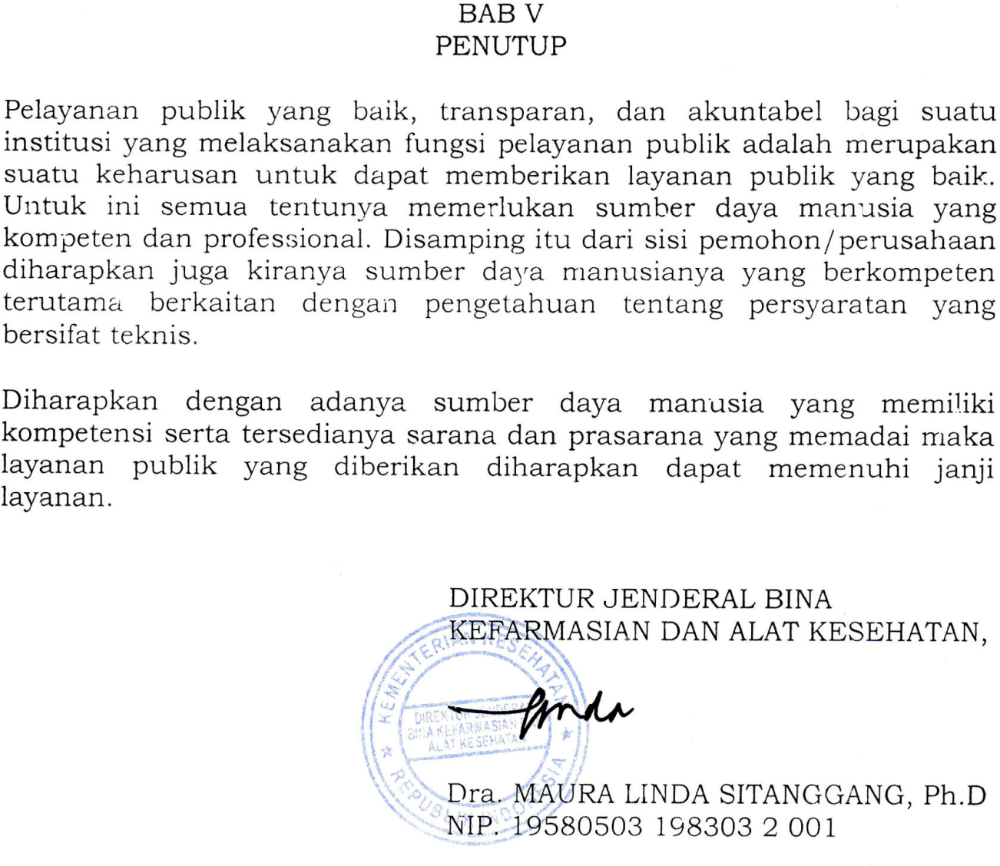 BAB V
PENUTUP
Pelayanan publik yang baik, transparan, dan akuntabel bagi suatu
institusi yang melaksanakan fungsi pelayanan publik adalah merupakan
suatu keharusan untuk dapat memberikan layanan publik yang baik.
Untuk ini semua tentunya memerlukan sumber daya manusia yang
kompeten dan professional. Disamping itu dari sisi pemohon/perusahaan
diharapkan juga kiranya sumber daya manusianya yang berkompeten
terutama berkaitan dengan pengetahuan tentang persyaratan yang
bersifat teknis.
Diharapkan dengan adanya sumber daya manusia yang memiliki
kompetensi serta tersedianya sarana dan prasarana yang memadai maka
layanan publik yang diberikan diharapkan dapat memenuhi janji
layanan.
DIREKTUR JENDERAL BINA
KEFARMASIAN DAN ALAT KESEHATAN,
KEMENTERIAN KESEHATAN
DIREKTUR JENDERAL
BINA KEFARMASIAN
ALAT KESEHATAN
REPUBLIK INDONESIA
Linda
Dra. MAURA LINDA SITANGGANG, Ph.D
NIP. 19580503 198303 2 001